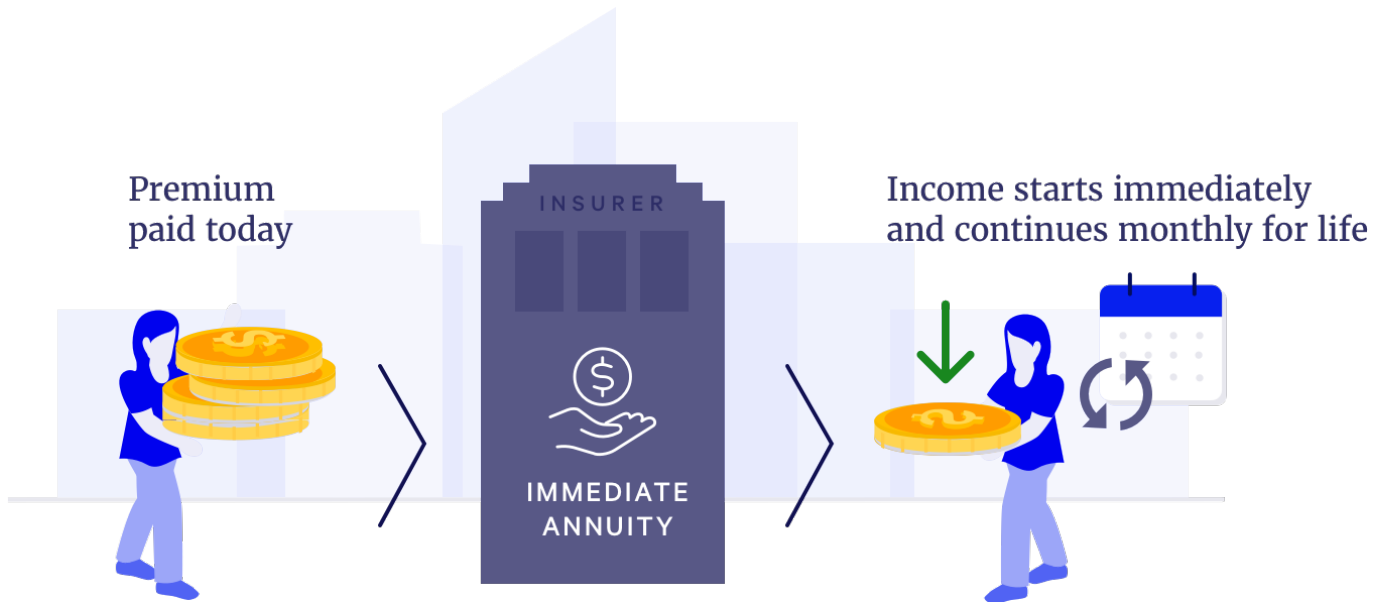 Premium
paid today
INSURER
IMMEDIATE
ANNUITY
Income starts immediately
and continues monthly for life